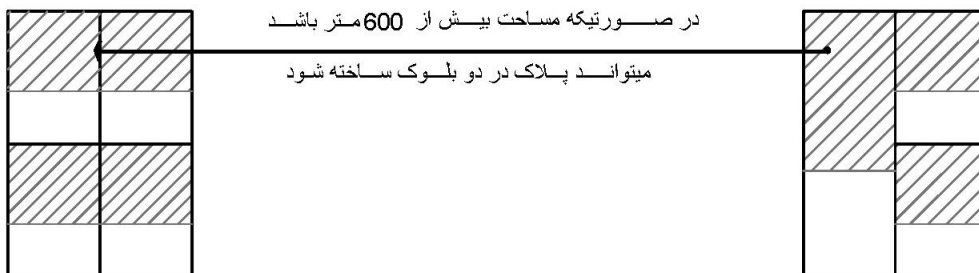 در صورتیکه مساحت بیش از 600 متر باشد
میتواند پلاک در دو بلوک ساخته شود